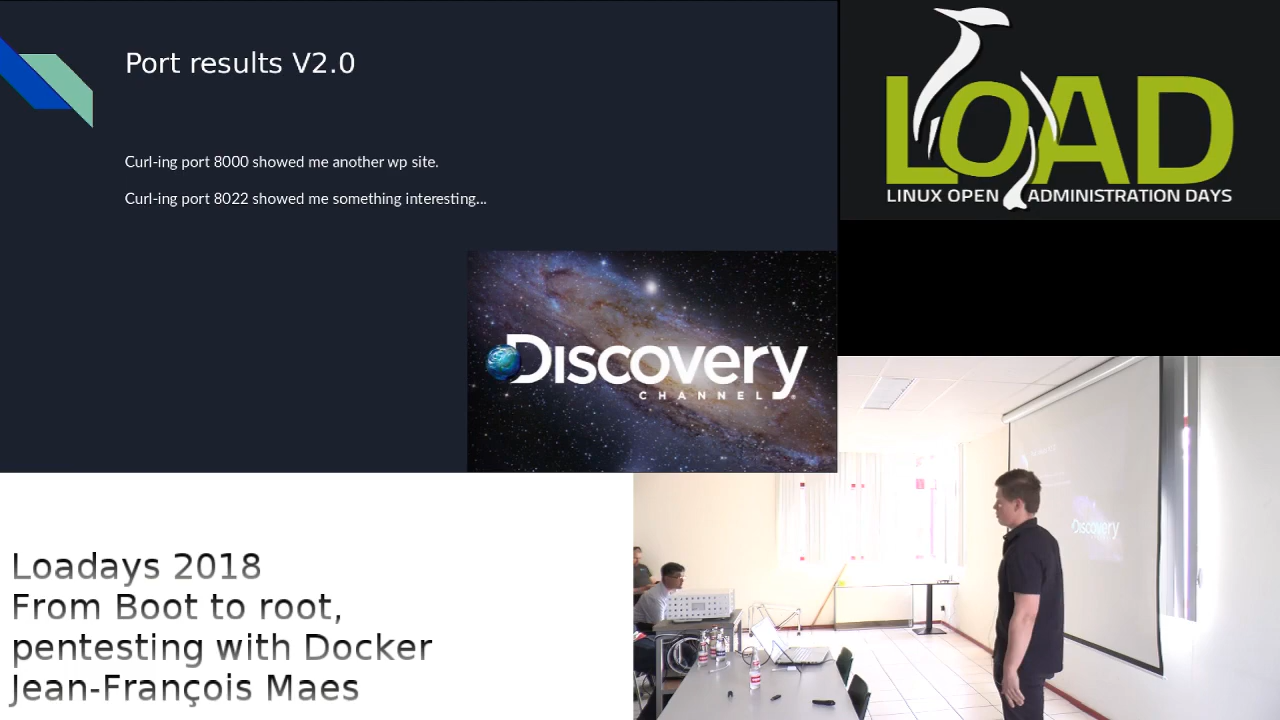 Port results V2.0
Curl-ing port 8000 showed me another wp site.
Curl-ing port 8022 showed me something interesting...
Discovery
CHANNEL
LOAD
LINUX OPEN ADMINISTRATION DAYS
Loadays 2018
From Boot to root,
pentesting with Docker
Jean-François Maes
Discovery